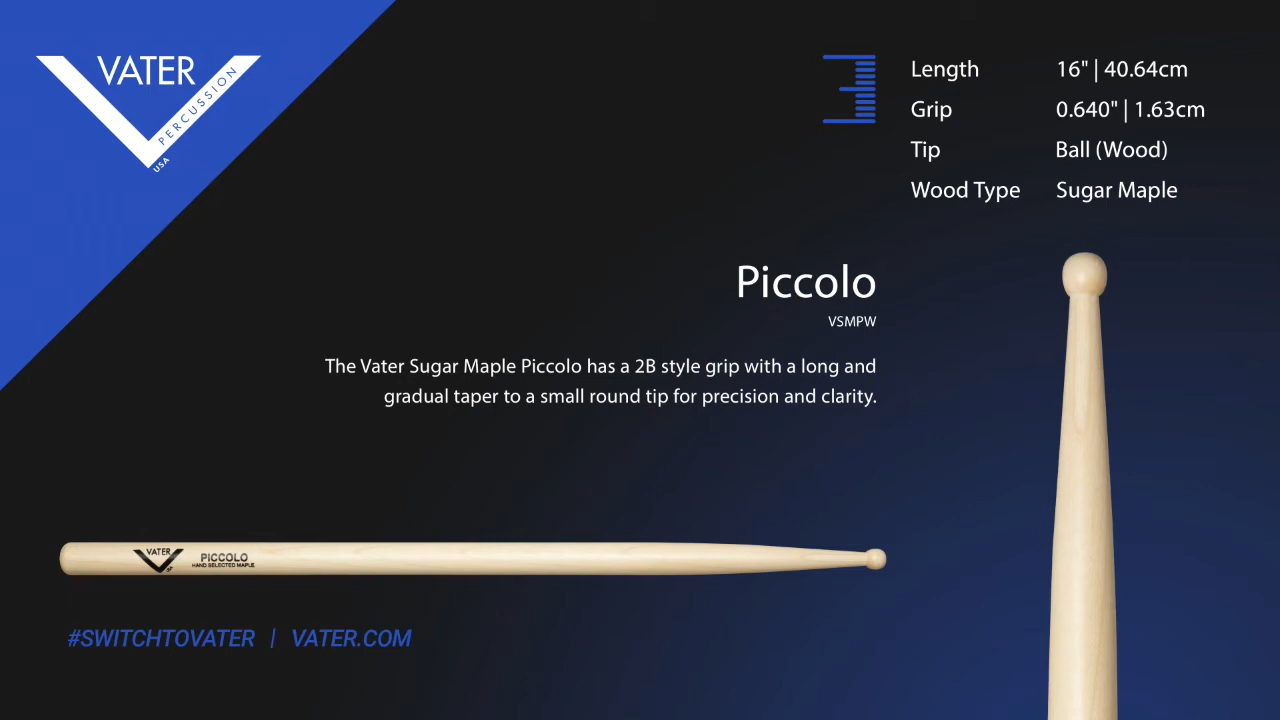 VATER
PERCUSSION
USA
Length 16" | 40.64cm
Grip 0.640" | 1.63cm
Tip Ball (Wood)
Wood Type Sugar Maple
Piccolo
VSMPW
The Vater Sugar Maple Piccolo has a 2B style grip with a long and
gradual taper to a small round tip for precision and clarity.
VATER
USA
PICCOLO
HAND SELECTED MAPLE
#SWITCHTOVATER | VATER.COM